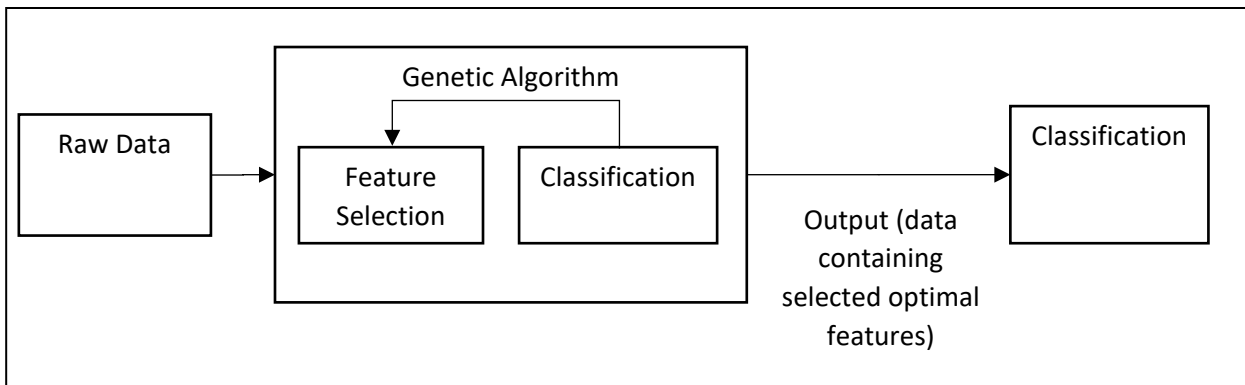 Raw Data
Genetic Algorithm
Feature
Selection
Classification
Output (data
containing
selected optimal
features)
Classification